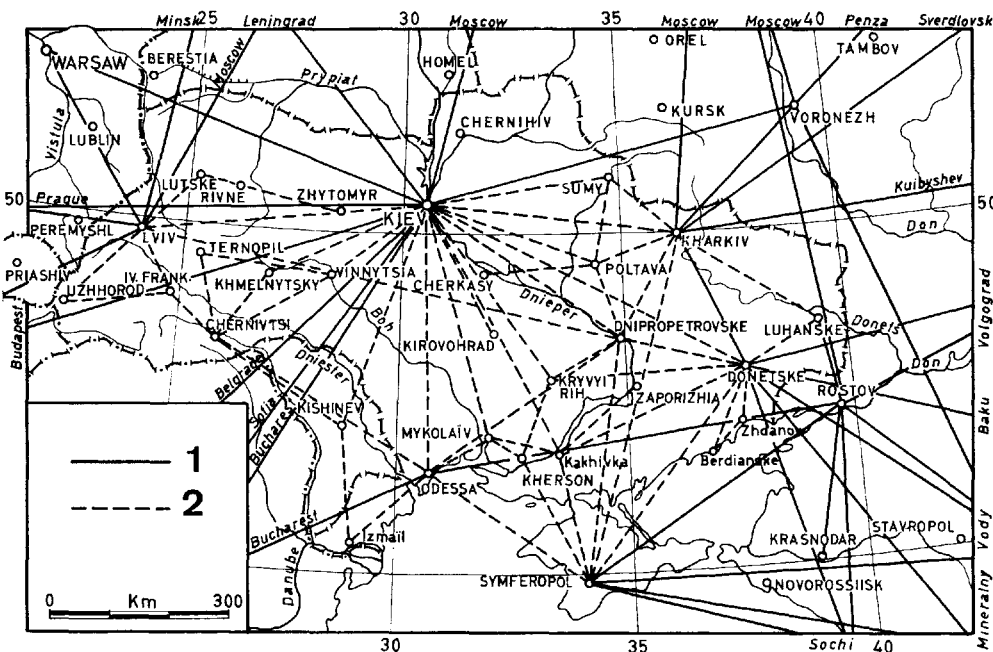 Minsk 25 Leningrad 30 Moscow 35 Moscow Moscow 40 Penza Sverdlovsk
OREL
TAMBOV
WARSAW
BERESTIA
Moscow
Prypiat
HOMEL
KURSK
VORONEZH
Vistula
LUBLIN
CHERNIHIV
LUTSKE
RIVNE
ZHYTOMYR
SUMY
Kuibyshev
50
Prague
KIEV
50
PEREMYSHL
LVIV
KHARKIV
Don
TERNOPIL
PRIASHIV
IV. FRANK
VINNYTSIA
CHERKASY
POLTAVA
UZHHOROD
KHMELNYTSKY
Dnieper
Volgograd
Budapest
CHERNIVTSI
Boh
KIROVOHRAD
DNIPROPETROVSKE
LUHANSKE
Donets
Dniester
Belgrade
Sofia
Bucharest
KISHINEV
KRYVYI
RIH
ZAPORIZHIA
DONETSKE
ROSTOV
Don
Baku
MYKOLAÏV
Zhdanov
1
Kakhivka
Berdianske
KHERSON
ODESSA
2
Bucharest
Izmaïl
KRASNODAR
STAVROPOL
Danube
SYMFEROPOL
NOVOROSSIISK
Mineralny Vody
0 Km 300
30 35 Sochi 40